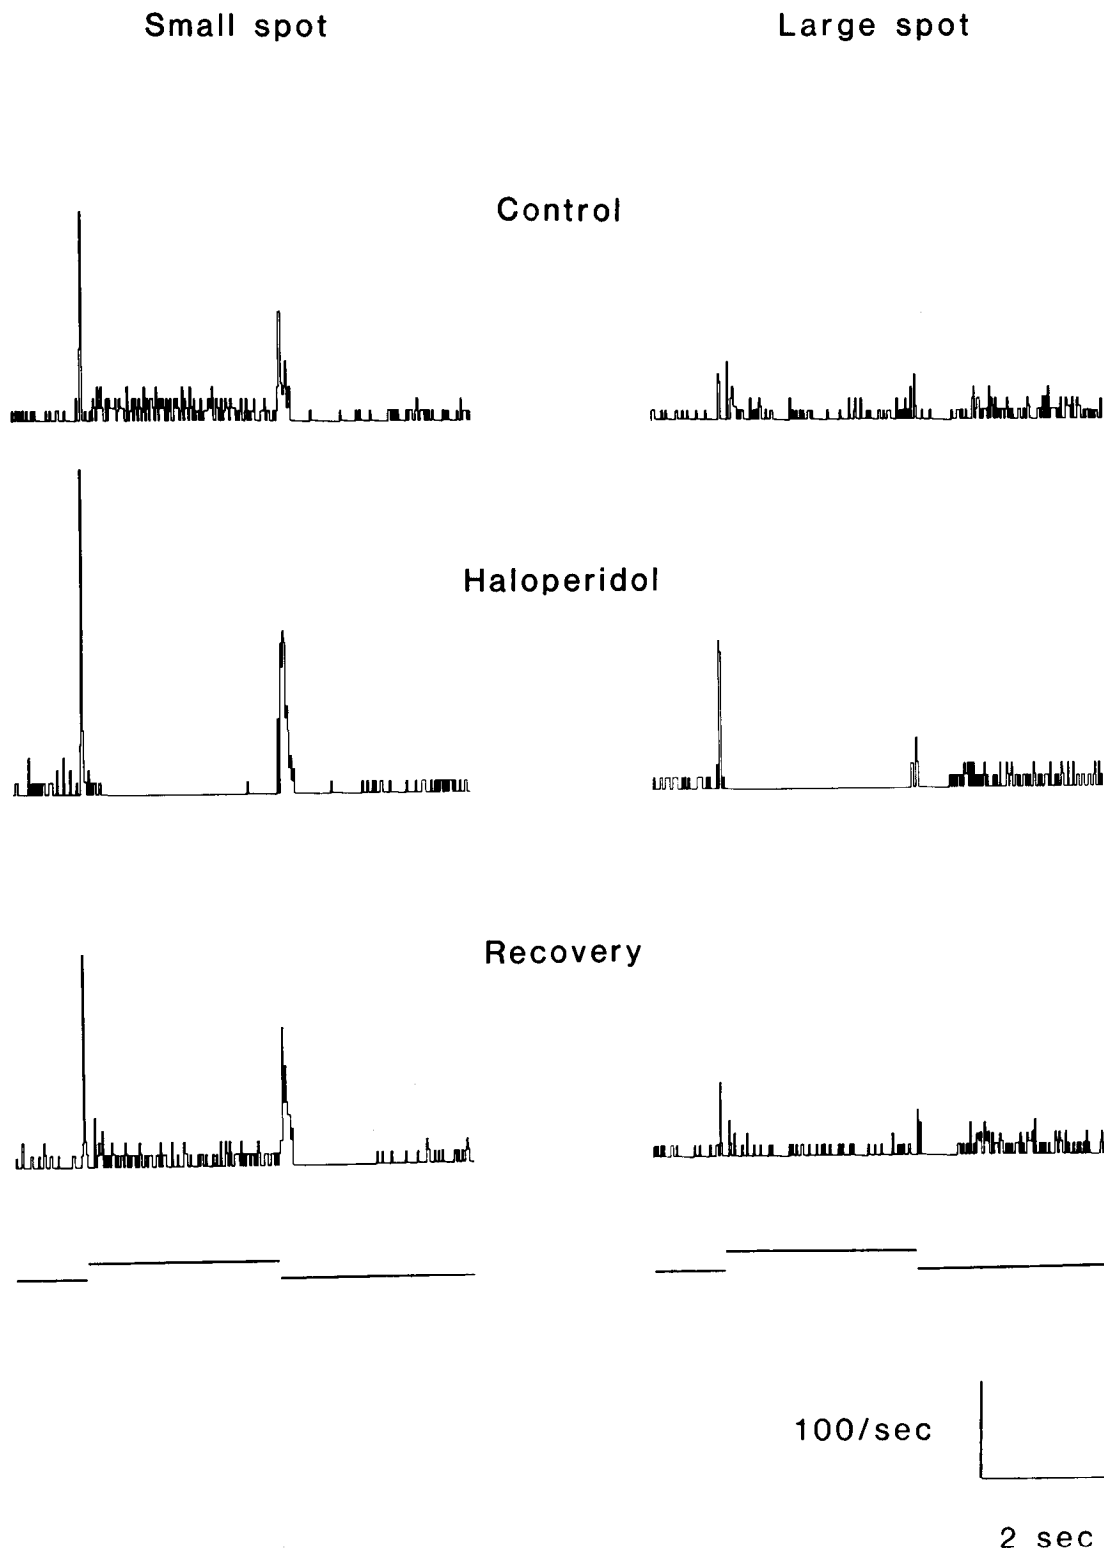 Small spot
Large spot
Control
Haloperidol
Recovery
100/sec
2 sec